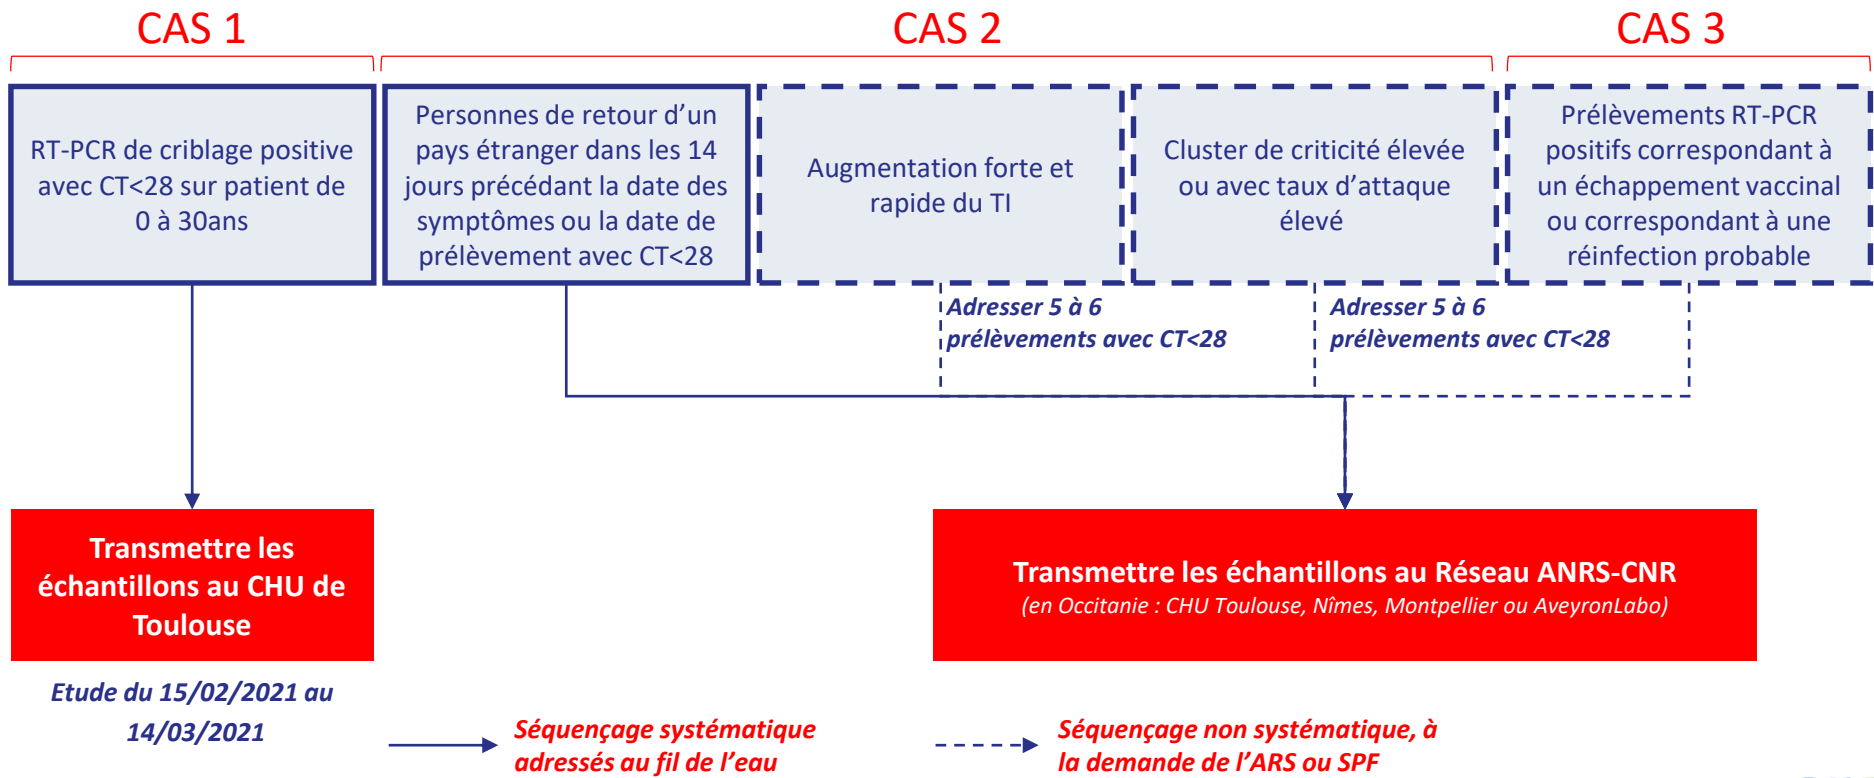 CAS 1
CAS 2
CAS 3
RT-PCR de criblage positive
avec CT<28 sur patient de
0 à 30ans
Personnes de retour d’un
pays étranger dans les 14
jours précédant la date des
symptômes ou la date de
prélèvement avec CT<28
Augmentation forte et
rapide du TI
Cluster de criticité élevée
ou avec taux d’attaque
élevé
Prélèvements RT-PCR
positifs correspondant à
un échappement vaccinal
ou correspondant à une
réinfection probable
Adresser 5 à 6
prélèvements avec CT<28
Adresser 5 à 6
prélèvements avec CT<28
Transmettre les
échantillons au CHU de
Toulouse
Transmettre les échantillons au Réseau ANRS-CNR
(en Occitanie : CHU Toulouse, Nîmes, Montpellier ou AveyronLabo)
Etude du 15/02/2021 au
14/03/2021
Séquençage systématique
adressés au fil de l’eau
Séquençage non systématique, à
la demande de l’ARS ou SPF